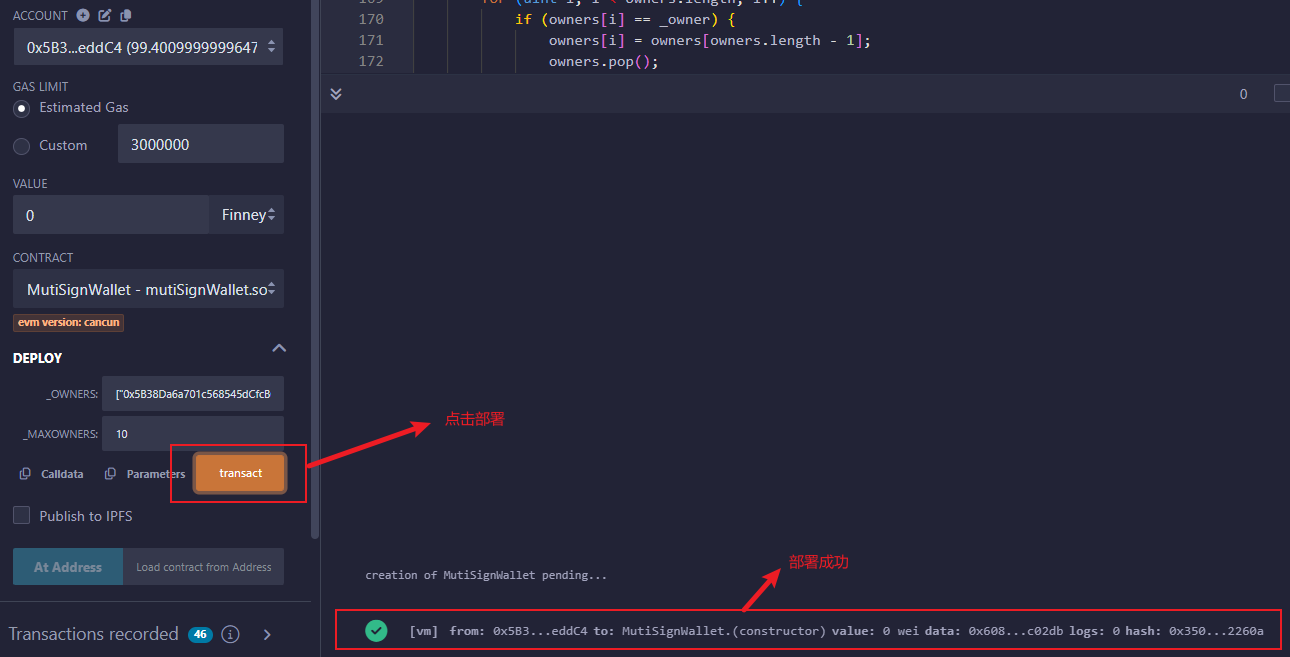 ACCOUNT
0x5B3...eddC4 (99.4009999999647
GAS LIMIT
Estimated Gas
Custom
3000000
VALUE
0
Finney
CONTRACT
MutiSignWallet - mutiSignWallet.so
evm version: cancun
DEPLOY
_OWNERS:
["0x5B38Da6a701c568545dCfcB
_MAXOWNERS:
10
Calldata
Parameters
transact
Publish to IPFS
At Address
Load contract from Address
Transactions recorded
46
i
170
if (owners[i] == _owner) {
171
owners[i] = owners[owners.length - 1];
172
owners.pop();
0
点击部署
部署成功
creation of MutiSignWallet pending...
[vm] from: 0x5B3...eddC4 to: MutiSignWallet.(constructor) value: 0 wei data: 0x608...c02db logs: 0 hash: 0x350...2260a